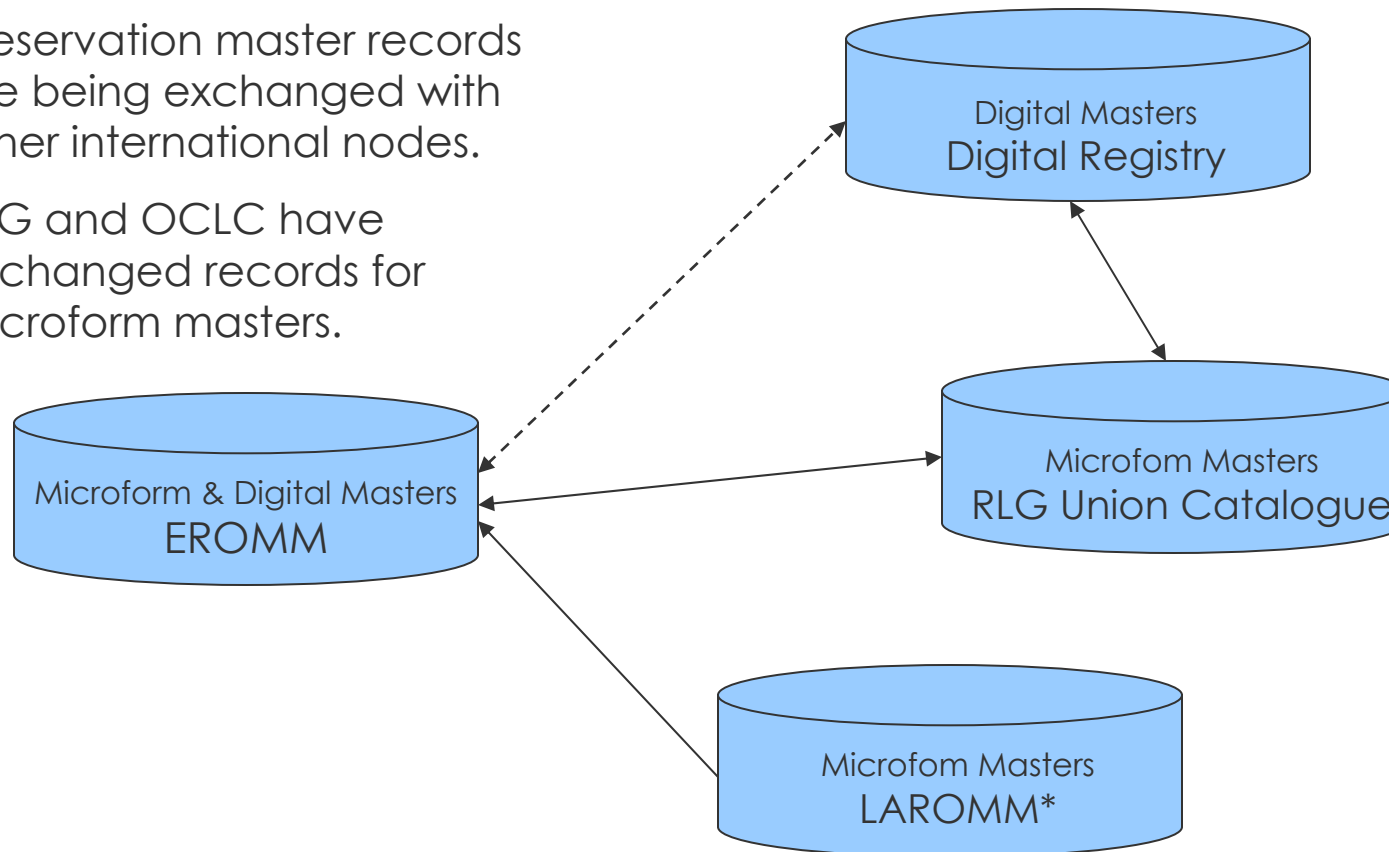 eservation master records
e being exchanged with
her international nodes.
G and OCLC have
changed records for
croform masters.
Digital Masters
Digital Registry
Microform & Digital Masters
EROMM
Microfom Masters
RLG Union Catalogue
Microfom Masters
LAROMM*